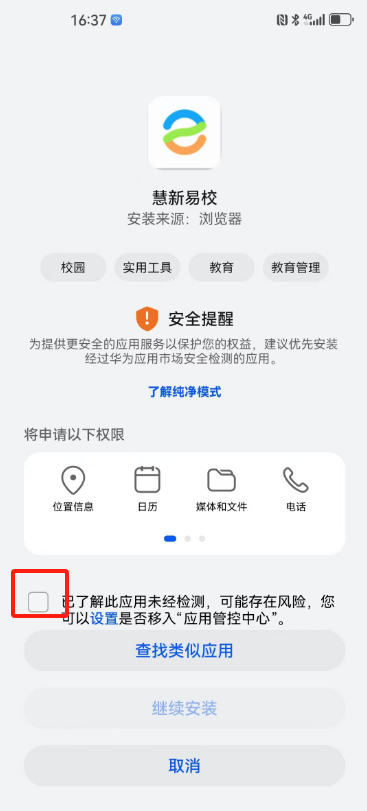 16:37
4G
慧新易校
安装来源：浏览器
校园
实用工具
教育
教育管理
安全提醒
为提供更安全的应用服务以保护您的权益，建议优先安装
经过华为应用市场安全检测的应用。
了解纯净模式
将申请以下权限
位置信息
日历
媒体和文件
电话
已了解此应用未经检测，可能存在风险，您
可以设置是否移入“应用管控中心”。
查找类似应用
继续安装
取消